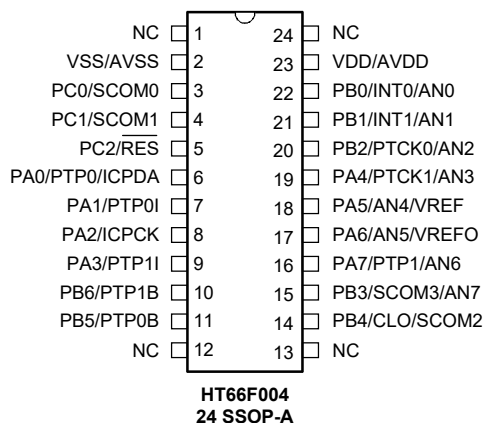 NC 1 24 NC
VSS/AVSS 2 23 VDD/AVDD
PC0/SCOM0 3 22 PB0/INT0/AN0
PC1/SCOM1 4 21 PB1/INT1/AN1
PC2/RES 5 20 PB2/PTCK0/AN2
PA0/PTP0/ICPDA 6 19 PA4/PTCK1/AN3
PA1/PTP0I 7 18 PA5/AN4/VREF
PA2/ICPCK 8 17 PA6/AN5/VREFO
PA3/PTP1I 9 16 PA7/PTP1/AN6
PB6/PTP1B 10 15 PB3/SCOM3/AN7
PB5/PTP0B 11 14 PB4/CLO/SCOM2
NC 12 13 NC
HT66F004
24 SSOP-A